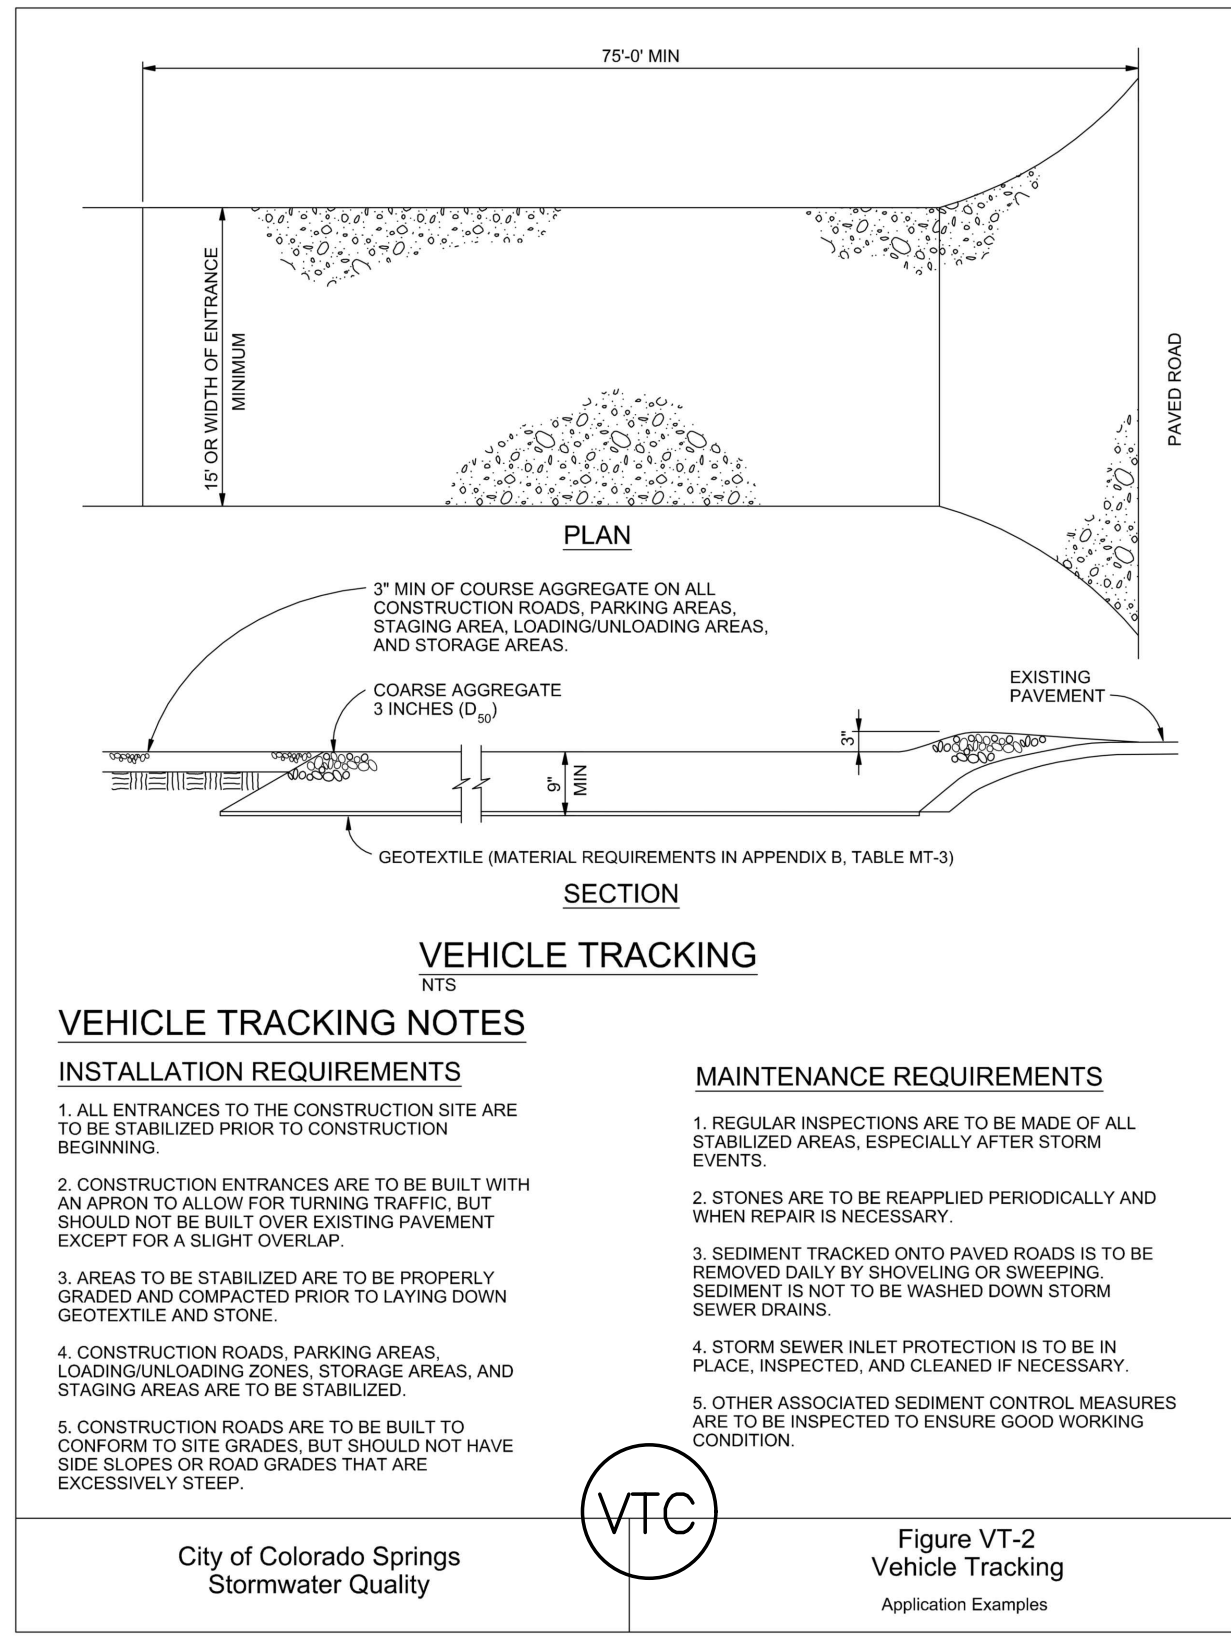 75'-0' MIN
15' OR WIDTH OF ENTRANCE
MINIMUM
PAVED ROAD
PLAN
3" MIN OF COURSE AGGREGATE ON ALL
CONSTRUCTION ROADS, PARKING AREAS,
STAGING AREA, LOADING/UNLOADING AREAS,
AND STORAGE AREAS.
COARSE AGGREGATE
3 INCHES (D50)
EXISTING
PAVEMENT
3"
9"
MIN
GEOTEXTILE (MATERIAL REQUIREMENTS IN APPENDIX B, TABLE MT-3)
SECTION
VEHICLE TRACKING
NTS
VEHICLE TRACKING NOTES
INSTALLATION REQUIREMENTS
1. ALL ENTRANCES TO THE CONSTRUCTION SITE ARE
TO BE STABILIZED PRIOR TO CONSTRUCTION
BEGINNING.
2. CONSTRUCTION ENTRANCES ARE TO BE BUILT WITH
AN APRON TO ALLOW FOR TURNING TRAFFIC, BUT
SHOULD NOT BE BUILT OVER EXISTING PAVEMENT
EXCEPT FOR A SLIGHT OVERLAP.
3. AREAS TO BE STABILIZED ARE TO BE PROPERLY
GRADED AND COMPACTED PRIOR TO LAYING DOWN
GEOTEXTILE AND STONE.
4. CONSTRUCTION ROADS, PARKING AREAS,
LOADING/UNLOADING ZONES, STORAGE AREAS, AND
STAGING AREAS ARE TO BE STABILIZED.
5. CONSTRUCTION ROADS ARE TO BE BUILT TO
CONFORM TO SITE GRADES, BUT SHOULD NOT HAVE
SIDE SLOPES OR ROAD GRADES THAT ARE
EXCESSIVELY STEEP.
MAINTENANCE REQUIREMENTS
1. REGULAR INSPECTIONS ARE TO BE MADE OF ALL
STABILIZED AREAS, ESPECIALLY AFTER STORM
EVENTS.
2. STONES ARE TO BE REAPPLIED PERIODICALLY AND
WHEN REPAIR IS NECESSARY.
3. SEDIMENT TRACKED ONTO PAVED ROADS IS TO BE
REMOVED DAILY BY SHOVELING OR SWEEPING.
SEDIMENT IS NOT TO BE WASHED DOWN STORM
SEWER DRAINS.
4. STORM SEWER INLET PROTECTION IS TO BE IN
PLACE, INSPECTED, AND CLEANED IF NECESSARY.
5. OTHER ASSOCIATED SEDIMENT CONTROL MEASURES
ARE TO BE INSPECTED TO ENSURE GOOD WORKING
CONDITION.
VTC
City of Colorado Springs
Stormwater Quality
Figure VT-2
Vehicle Tracking
Application Examples